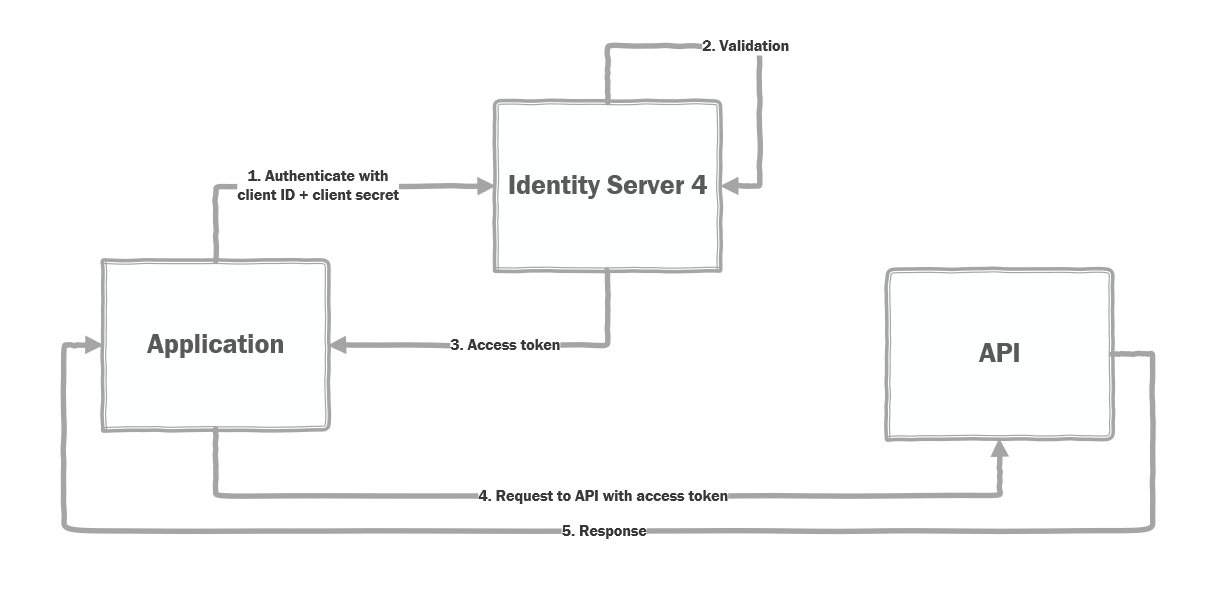 2. Validation
1. Authenticate with
client ID + client secret
Identity Server 4
Application
3. Access token
API
4. Request to API with access token
5. Response